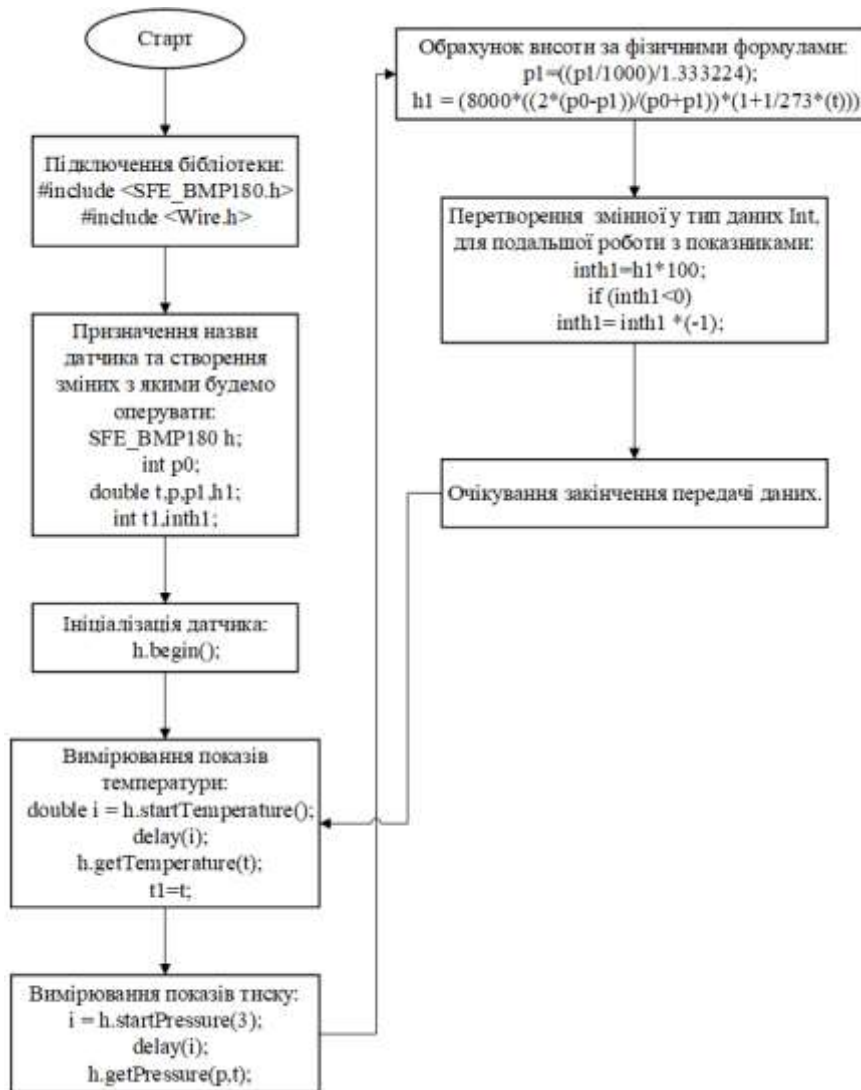 Старт
Підключення бібліотеки:
#include <SFE_BMP180.h>
#include <Wire.h>
Призначення назви
датчика та створення
зміних з якими будемо
оперувати:
SFE_BMP180 h;
int p0;
double t,p,p1,h1;
int t1,inth1;
Ініціалізація датчика:
h.begin();
Вимірювання показів
температури:
double i = h.startTemperature();
delay(i);
h.getTemperature(t);
t1=t;
Вимірювання показів тиску:
i = h.startPressure(3);
delay(i);
h.getPressure(p,t);
Обрахунок висоти за фізичними формулами:
p1=((p1/1000)/1.333224);
h1 = (8000*((2*(p0-p1))/(p0+p1))*(1+1/273*(t)))
Перетворення змінної у тип даних Int,
для подальшої роботи з показниками:
inth1=h1*100;
if (inth1<0)
inth1= inth1 *(-1);
Очікування закінчення передачі даних.